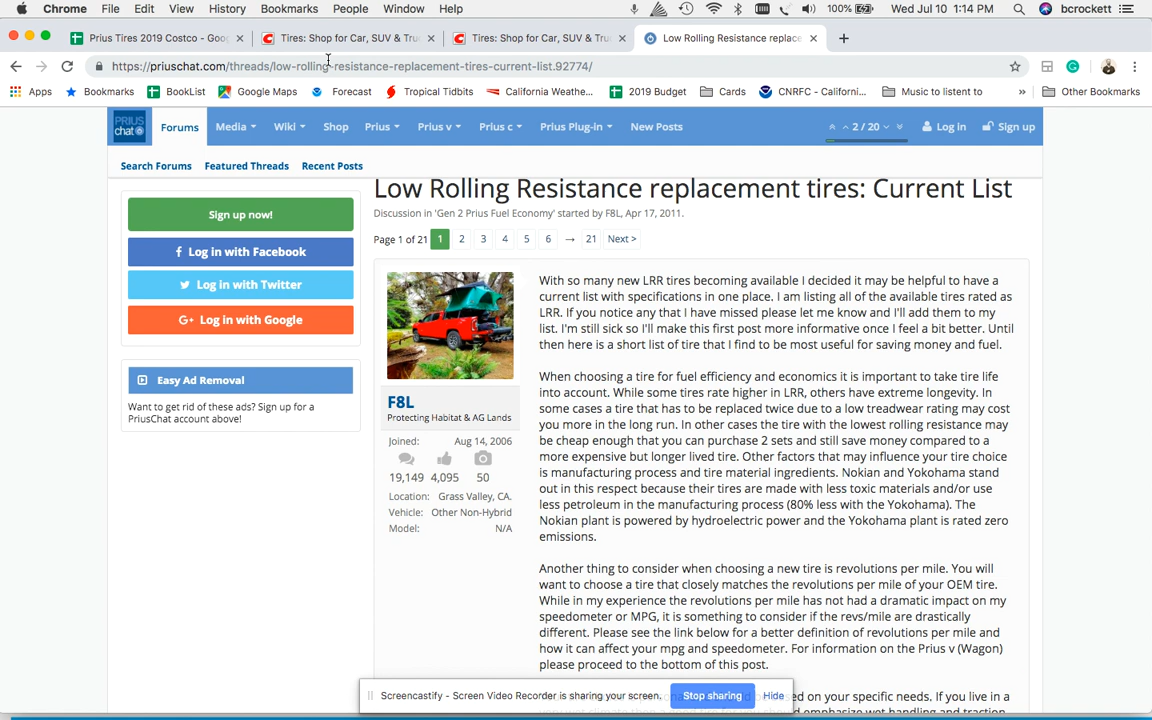 Chrome File Edit View History Bookmarks People Window Help 100% Wed Jul 10 1:14 PM bcrockett
Prius Tires 2019 Costco - Goo × Tires: Shop for Car, SUV & Tru × Tires: Shop for Car, SUV & Tru × Low Rolling Resistance replace ×
https://priuschat.com/threads/low-rolling-resistance-replacement-tires-current-list.92774/
Apps Bookmarks BookList Google Maps Forecast Tropical Tidbits California Weathe... 2019 Budget Cards CNRFC - Californi... Music to listen to » Other Bookmarks
PRIUS chat Forums Media Wiki Shop Prius Prius v Prius c Prius Plug-in New Posts 2 / 20 Log in Sign up
Search Forums Featured Threads Recent Posts
Low Rolling Resistance replacement tires: Current List
Discussion in 'Gen 2 Prius Fuel Economy' started by F8L, Apr 17, 2011.
Page 1 of 21 1 2 3 4 5 6 → 21 Next >
Sign up now!
Log in with Facebook
Log in with Twitter
G+ Log in with Google
Easy Ad Removal
Want to get rid of these ads? Sign up for a
PriusChat account above!
F8L
Protecting Habitat & AG Lands
Joined: Aug 14, 2006
19,149 4,095 50
Location: Grass Valley, CA.
Vehicle: Other Non-Hybrid
Model: N/A
With so many new LRR tires becoming available I decided it may be helpful to have a
current list with specifications in one place. I am listing all of the available tires rated as
LRR. If you notice any that I have missed please let me know and I'll add them to my
list. I'm still sick so I'll make this first post more informative once I feel a bit better. Until
then here is a short list of tire that I find to be most useful for saving money and fuel.
When choosing a tire for fuel efficiency and economics it is important to take tire life
into account. While some tires rate higher in LRR, others have extreme longevity. In
some cases a tire that has to be replaced twice due to a low treadwear rating may cost
you more in the long run. In other cases the tire with the lowest rolling resistance may
be cheap enough that you can purchase 2 sets and still save money compared to a
more expensive but longer lived tire. Other factors that may influence your tire choice
is manufacturing process and tire material ingredients. Nokian and Yokohama stand
out in this respect because their tires are made with less toxic materials and/or use
less petroleum in the manufacturing process (80% less with the Yokohama). The
Nokian plant is powered by hydroelectric power and the Yokohama plant is rated zero
emissions.
Another thing to consider when choosing a new tire is revolutions per mile. You will
want to choose a tire that closely matches the revolutions per mile of your OEM tire.
While in my experience the revolutions per mile has not had a dramatic impact on my
speedometer or MPG, it is something to consider if the revs/mile are drastically
different. Please see the link below for a better definition of revolutions per mile and
how it can affect your mpg and speedometer. For information on the Prius v (Wagon)
please proceed to the bottom of this post.
ed on your specific needs. If you live in a
Screencastify - Screen Video Recorder is sharing your screen. Stop sharing Hide
emphasize wet handling and traction